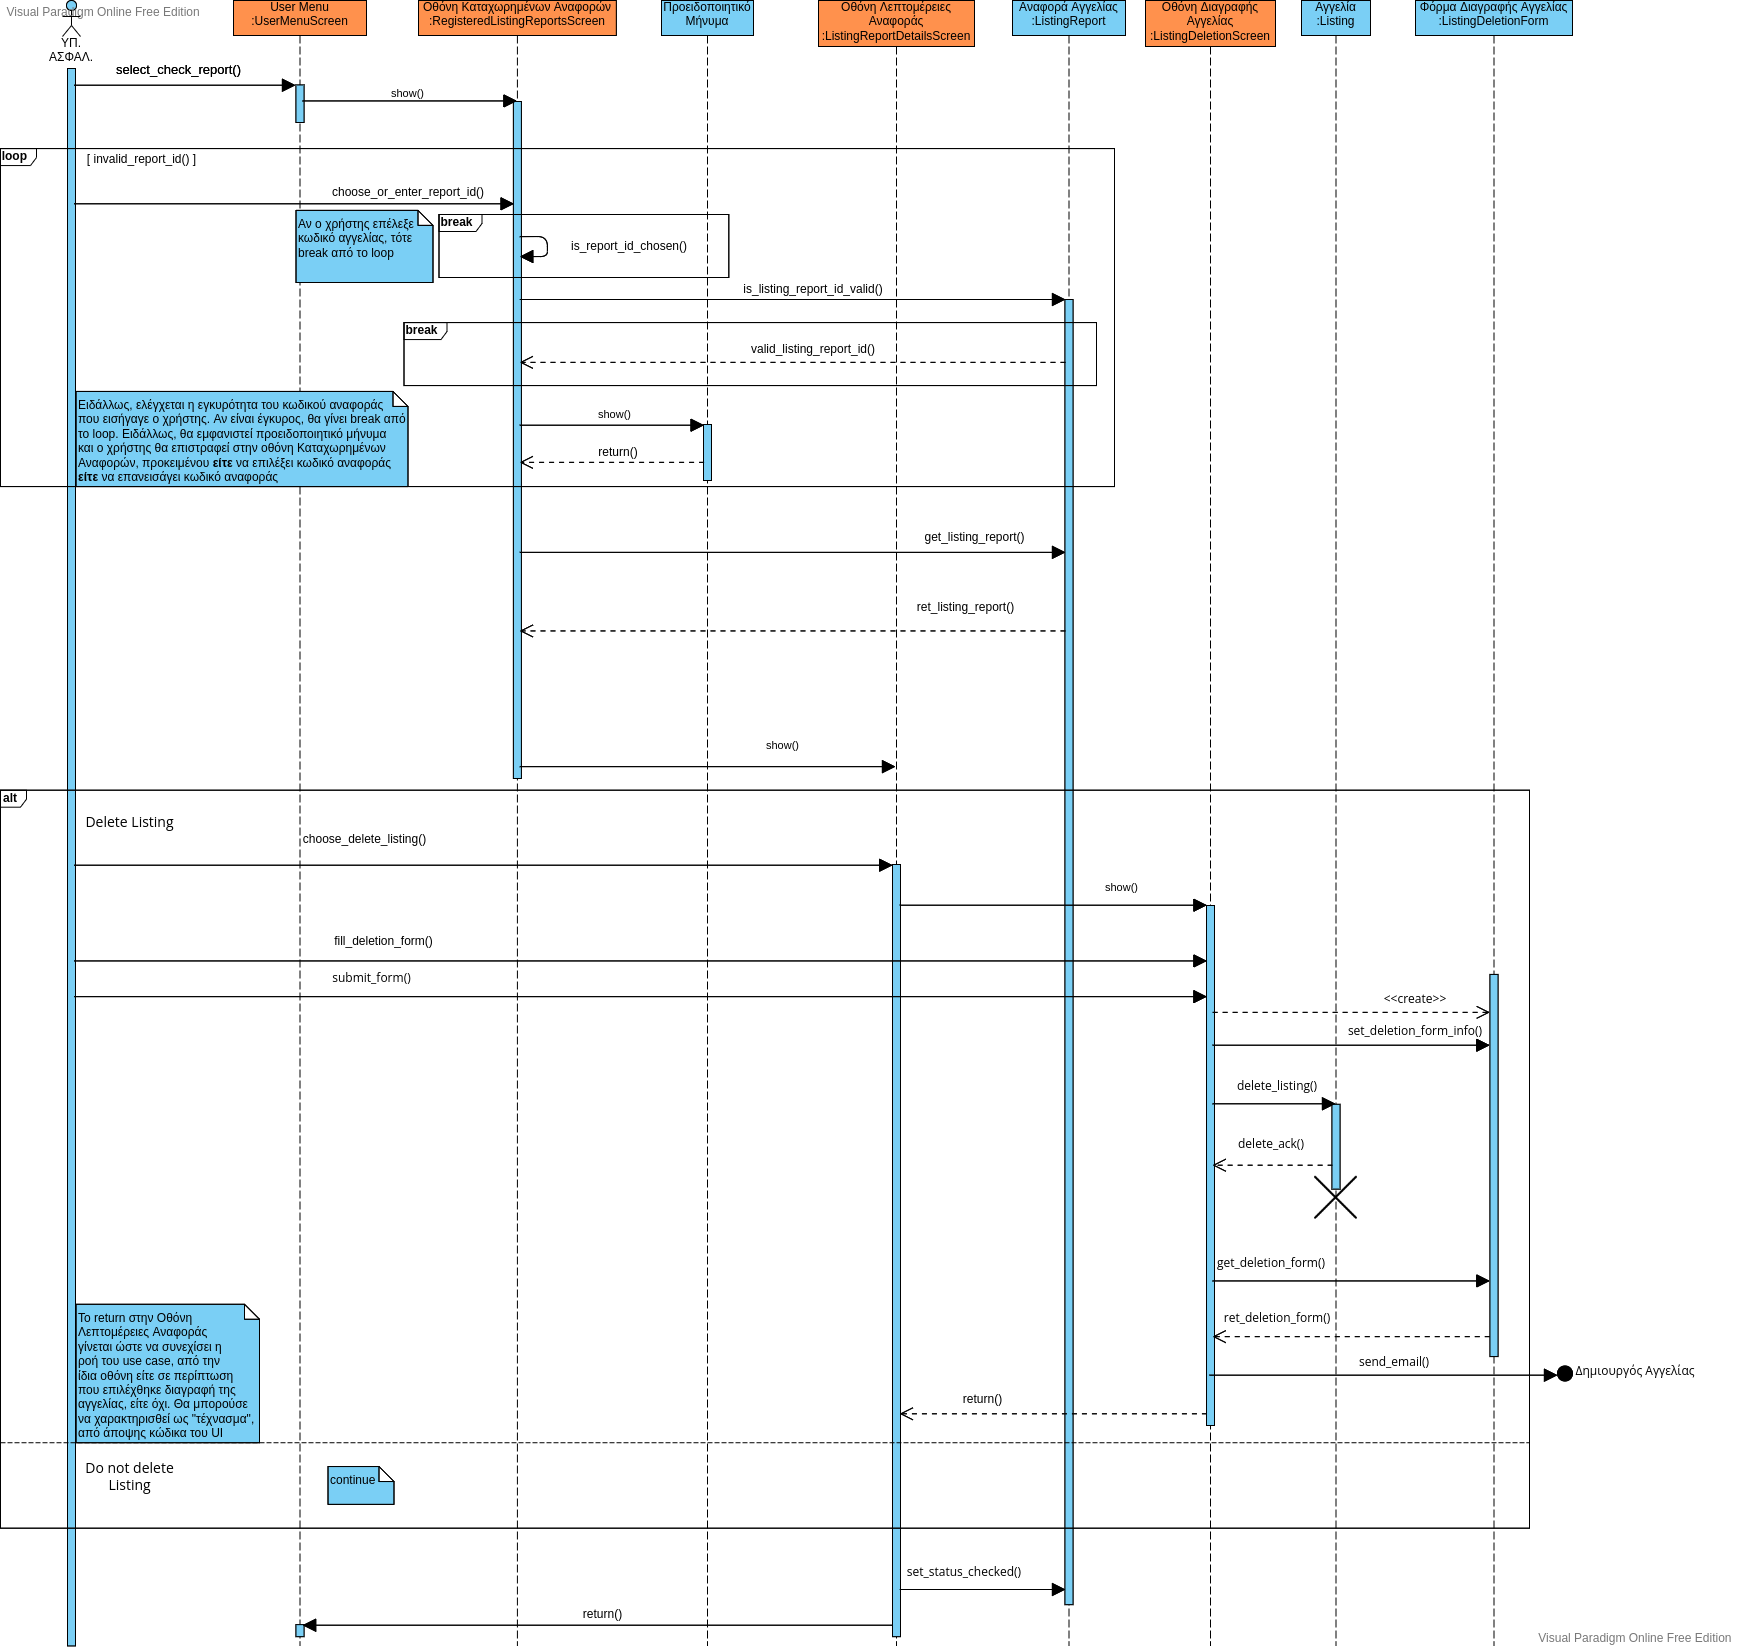 Visual Paradigm Online Free Edition
ΥΠ.
ΑΣΦΑΛ.
User Menu
:UserMenuScreen
Οθόνη Καταχωρημένων Αναφορών
:RegisteredListingReportsScreen
Προειδοποιητικό
Μήνυμα
Οθόνη Λεπτομέρειες
Αναφοράς
:ListingReportDetailsScreen
Αναφορά Αγγελίας
:ListingReport
Οθόνη Διαγραφής
Αγγελίας
:ListingDeletionScreen
Αγγελία
:Listing
Φόρμα Διαγραφής Αγγελίας
:ListingDeletionForm
select_check_report()
show()
loop
[ invalid_report_id() ]
choose_or_enter_report_id()
Αν ο χρήστης επέλεξε
κωδικό αγγελίας, τότε
break από το loop
break
is_report_id_chosen()
is_listing_report_id_valid()
break
valid_listing_report_id()
Ειδάλλως, ελέγχεται η εγκυρότητα του κωδικού αναφοράς
που εισήγαγε ο χρήστης. Αν είναι έγκυρος, θα γίνει break από
το loop. Ειδάλλως, θα εμφανιστεί προειδοποιητικό μήνυμα
και ο χρήστης θα επιστραφεί στην οθόνη Καταχωρημένων
Αναφορών, προκειμένου είτε να επιλέξει κωδικό αναφοράς
είτε να επανεισάγει κωδικό αναφοράς
show()
return()
get_listing_report()
ret_listing_report()
show()
alt
Delete Listing
choose_delete_listing()
show()
fill_deletion_form()
submit_form()
<<create>>
set_deletion_form_info()
delete_listing()
delete_ack()
get_deletion_form()
ret_deletion_form()
send_email()
Δημιουργός Αγγελίας
return()
Το return στην Οθόνη
Λεπτομέρειες Αναφοράς
γίνεται ώστε να συνεχίσει η
ροή του use case, από την
ίδια οθόνη είτε σε περίπτωση
που επιλέχθηκε διαγραφή της
αγγελίας, είτε όχι. Θα μπορούσε
να χαρακτηρισθεί ως "τέχνασμα",
από άποψης κώδικα του UI
Do not delete
Listing
continue
set_status_checked()
return()
Visual Paradigm Online Free Edition